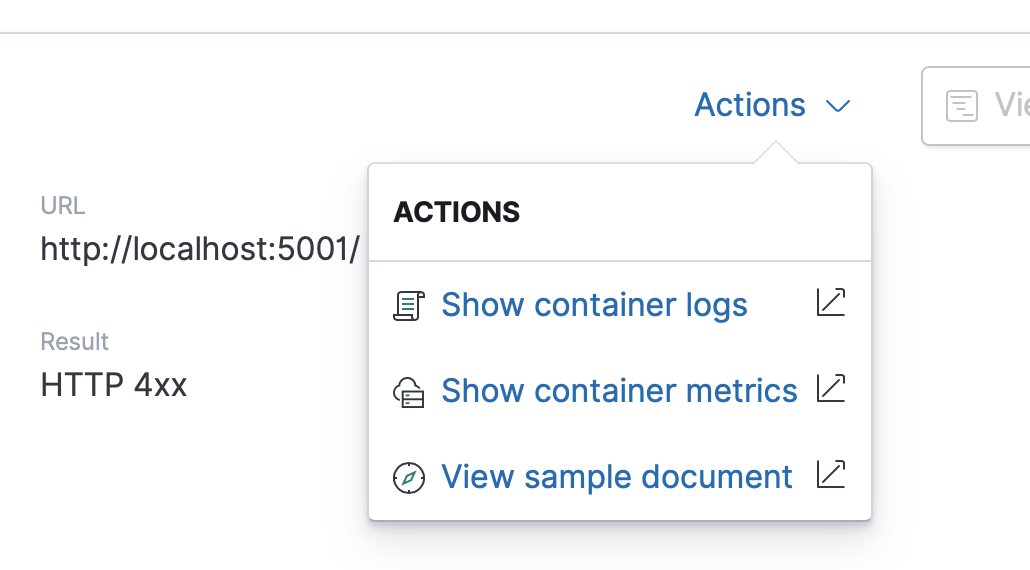 Actions
URL
http://localhost:5001/
Result
HTTP 4xx
ACTIONS
Show container logs
Show container metrics
View sample document